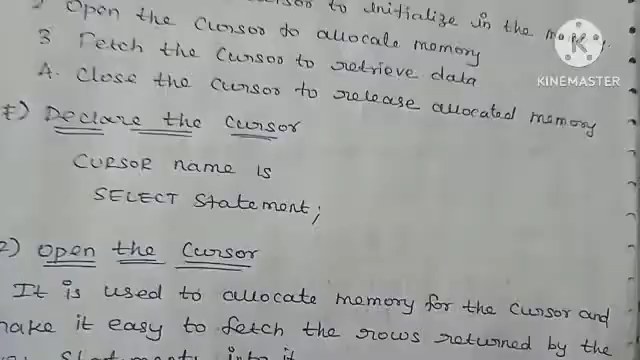 Open the cursor to allocate memory
3 Fetch the cursor to retrieve data
4. Close the cursor to release allocated memory
Declare the cursor
CURSOR name is
SELECT Statement;
2) Open the Cursor
It is used to allocate memory for the cursor and
make it easy to fetch the rows returned by the
KINEMASTER